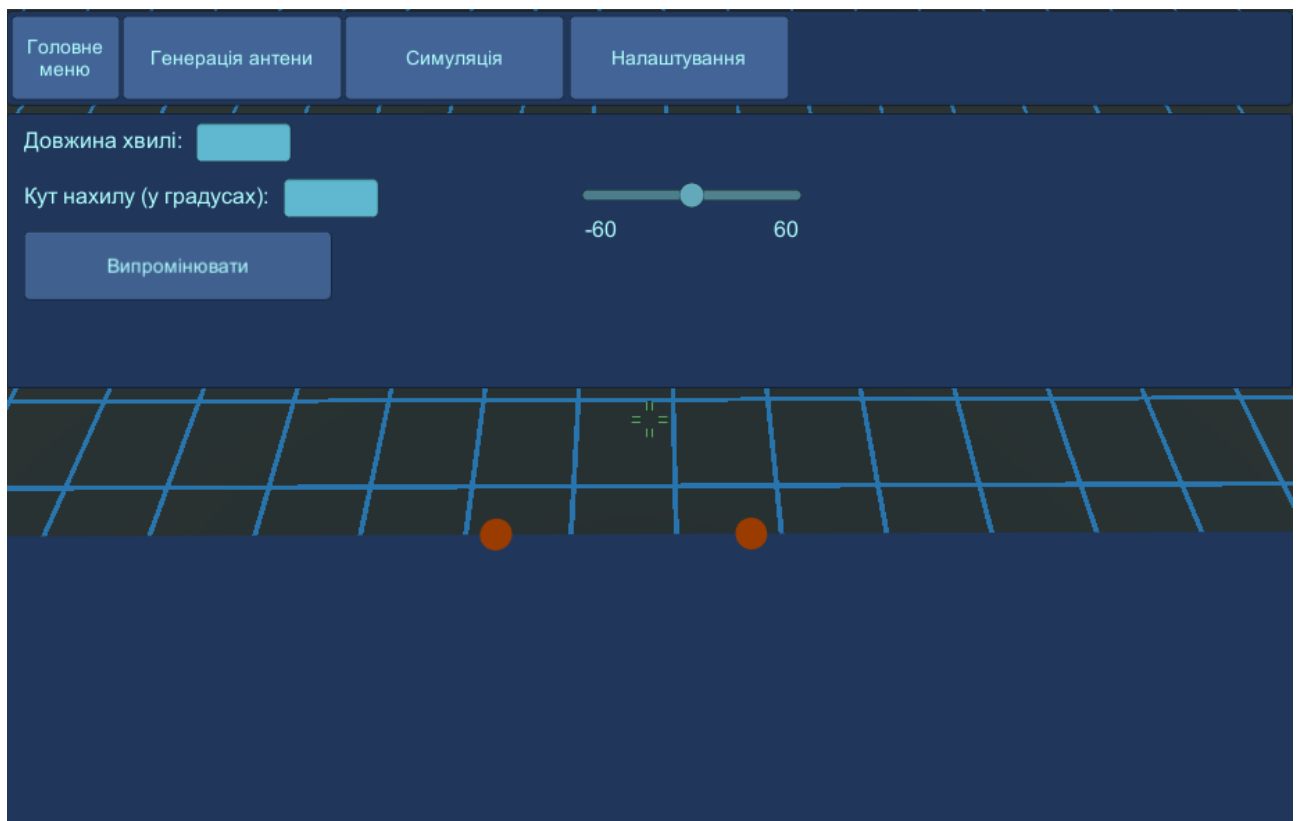 Головне
меню
Генерація антени
Симуляція
Налаштування
Довжина хвилі:
Кут нахилу (у градусах):
-60
60
Випромінювати